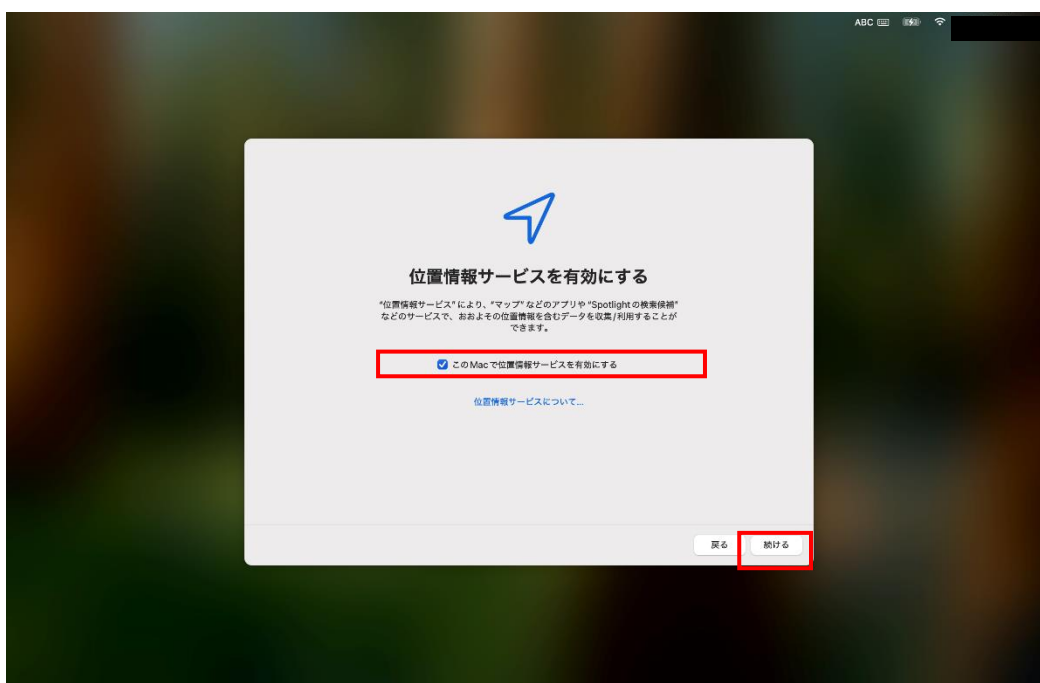 ABC
位置情報サービスを有効にする
"位置情報サービス"により、"マップ"などのアプリや"Spotlightの検索候補"
などのサービスで、おおよその位置情報を含むデータを収集/利用することが
できます。
このMacで位置情報サービスを有効にする
位置情報サービスについて...
戻る
続ける